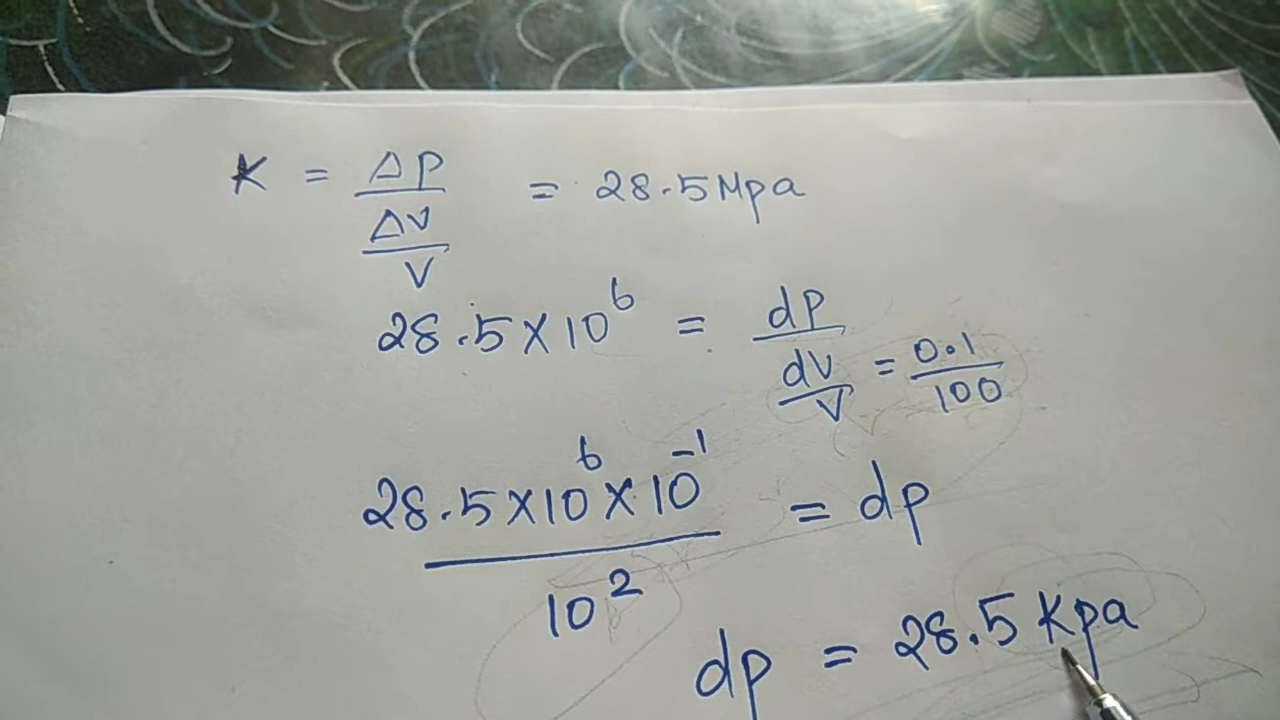 K = ΔP / (ΔV / V) = 28.5 Mpa
28.5 × 10^6 = dP / (dV / V) = 0.1 / 100
28.5 × 10^6 × 10^-1 / 10^2 = dp
dp = 28.5 Kpa